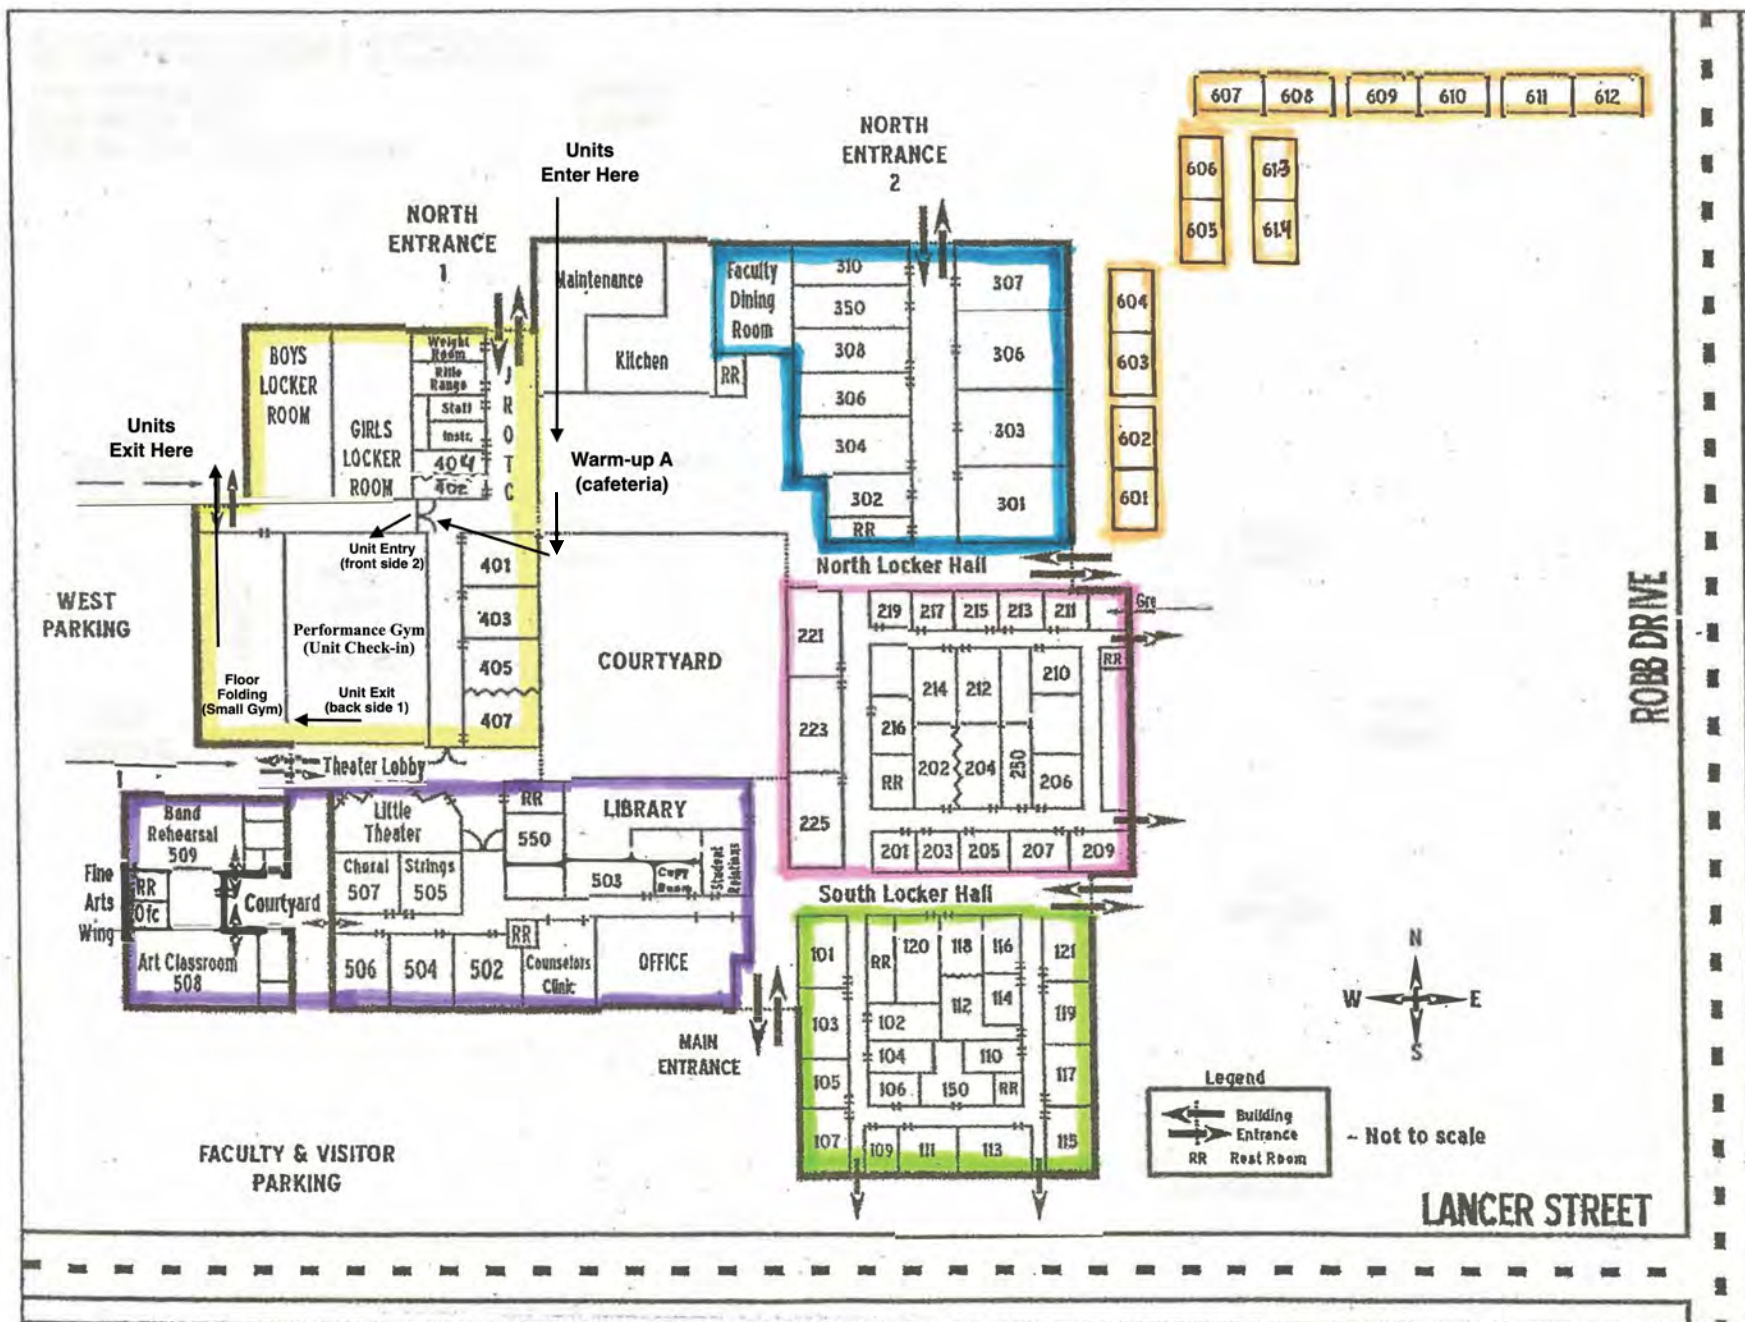 607 608 609 610 611 612
NORTH
ENTRANCE
2
606 613
605 614
Units
Enter Here
NORTH
ENTRANCE
1
Maintenance
Kitchen
Faculty
Dining
Room
RR
310
350
308
306
304
302
RR
307
306
303
301
604
603
602
601
BOYS
LOCKER
ROOM
GIRLS
LOCKER
ROOM
Weight
Room
Rifle
Range
Staff
Instr.
404
402
JROTC
Units
Exit Here
Warm-up A
(cafeteria)
Unit Entry
(front side 2)
401
403
405
407
WEST
PARKING
Performance Gym
(Unit Check-in)
Floor
Folding
(Small Gym)
Unit Exit
(back side 1)
COURTYARD
North Locker Hall
Gre
219 217 215 213 211
221
223
225
RR
214 212 210
216
RR
202 204 250 206
201 203 205 207 209
ROBB DRIVE
Theater Lobby
Band
Rehearsal
509
Little
Theater
RR
550
LIBRARY
Choral
507
Strings
505
503
Copy
Room
Student
Relations
Fine
Arts
Wing
RR
Ofc
Courtyard
Art Classroom
508
506 504 502
RR
Counselors
Clinic
OFFICE
South Locker Hall
101
103
105
107
RR
120 118 116
112 114
102
104 110
106 150 RR
109 111 113
121
119
117
115
MAIN
ENTRANCE
N
W E
S
Legend
Building
Entrance
RR Rest Room
~ Not to scale
FACULTY & VISITOR
PARKING
LANCER STREET